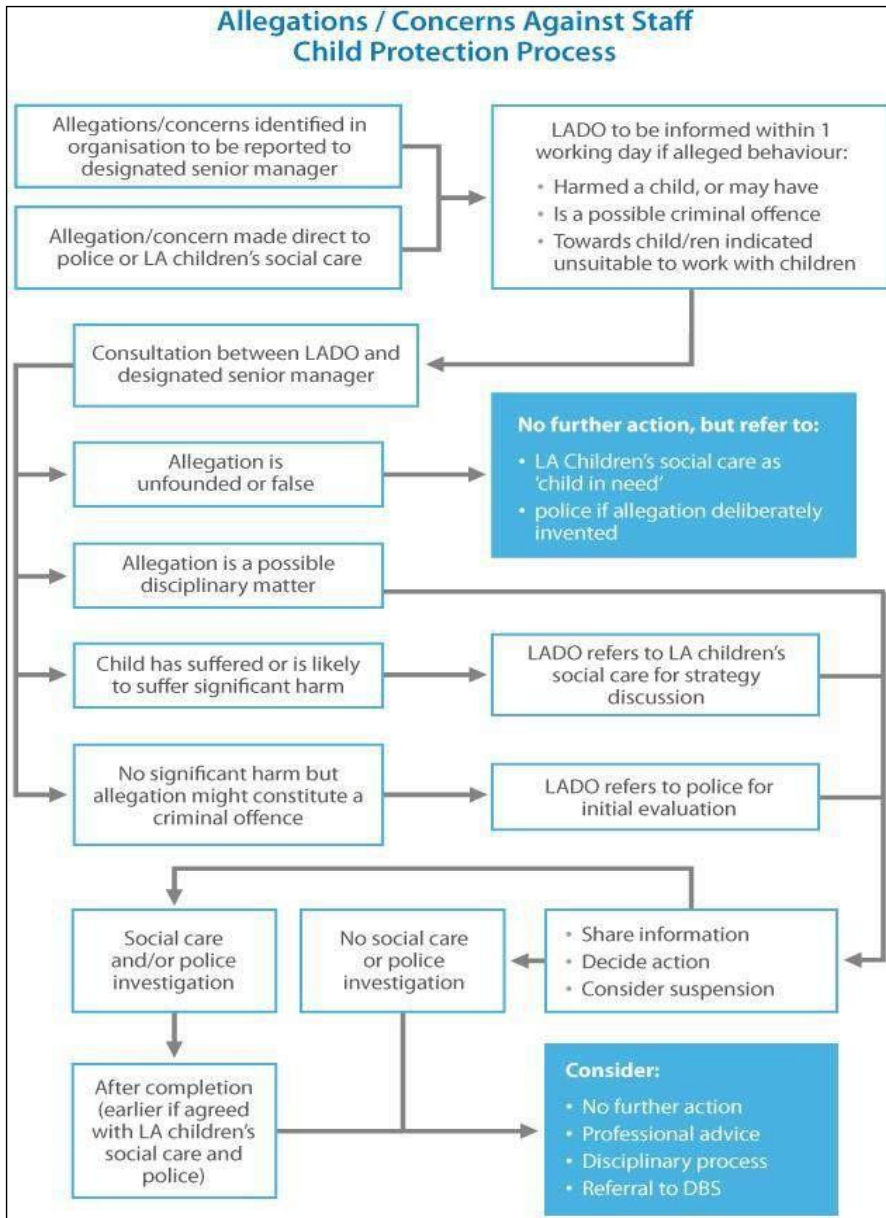 Allegations / Concerns Against Staff
Child Protection Process
Allegations/concerns identified in
organisation to be reported to
designated senior manager
Allegation/concern made direct to
police or LA children's social care
LADO to be informed within 1
working day if alleged behaviour:
• Harmed a child, or may have
• Is a possible criminal offence
• Towards child/ren indicated
unsuitable to work with children
Consultation between LADO and
designated senior manager
Allegation is
unfounded or false
No further action, but refer to:
• LA Children's social care as
'child in need'
• police if allegation deliberately
invented
Allegation is a possible
disciplinary matter
Child has suffered or is likely
to suffer significant harm
LADO refers to LA children's
social care for strategy
discussion
No significant harm but
allegation might constitute a
criminal offence
LADO refers to police for
initial evaluation
Social care
and/or police
investigation
No social care
or police
investigation
• Share information
• Decide action
• Consider suspension
After completion
(earlier if agreed
with LA children's
social care and
police)
Consider:
• No further action
• Professional advice
• Disciplinary process
• Referral to DBS